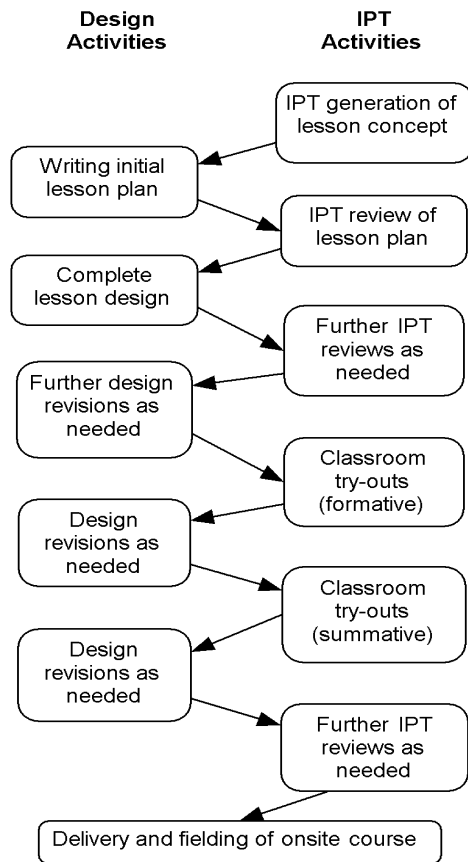 Design
Activities
IPT
Activities
IPT generation of
lesson concept
Writing initial
lesson plan
IPT review of
lesson plan
Complete
lesson design
Further IPT
reviews as
needed
Further design
revisions as
needed
Classroom
try-outs
(formative)
Design
revisions as
needed
Classroom
try-outs
(summative)
Design
revisions as
needed
Further IPT
reviews as
needed
Delivery and fielding of onsite course